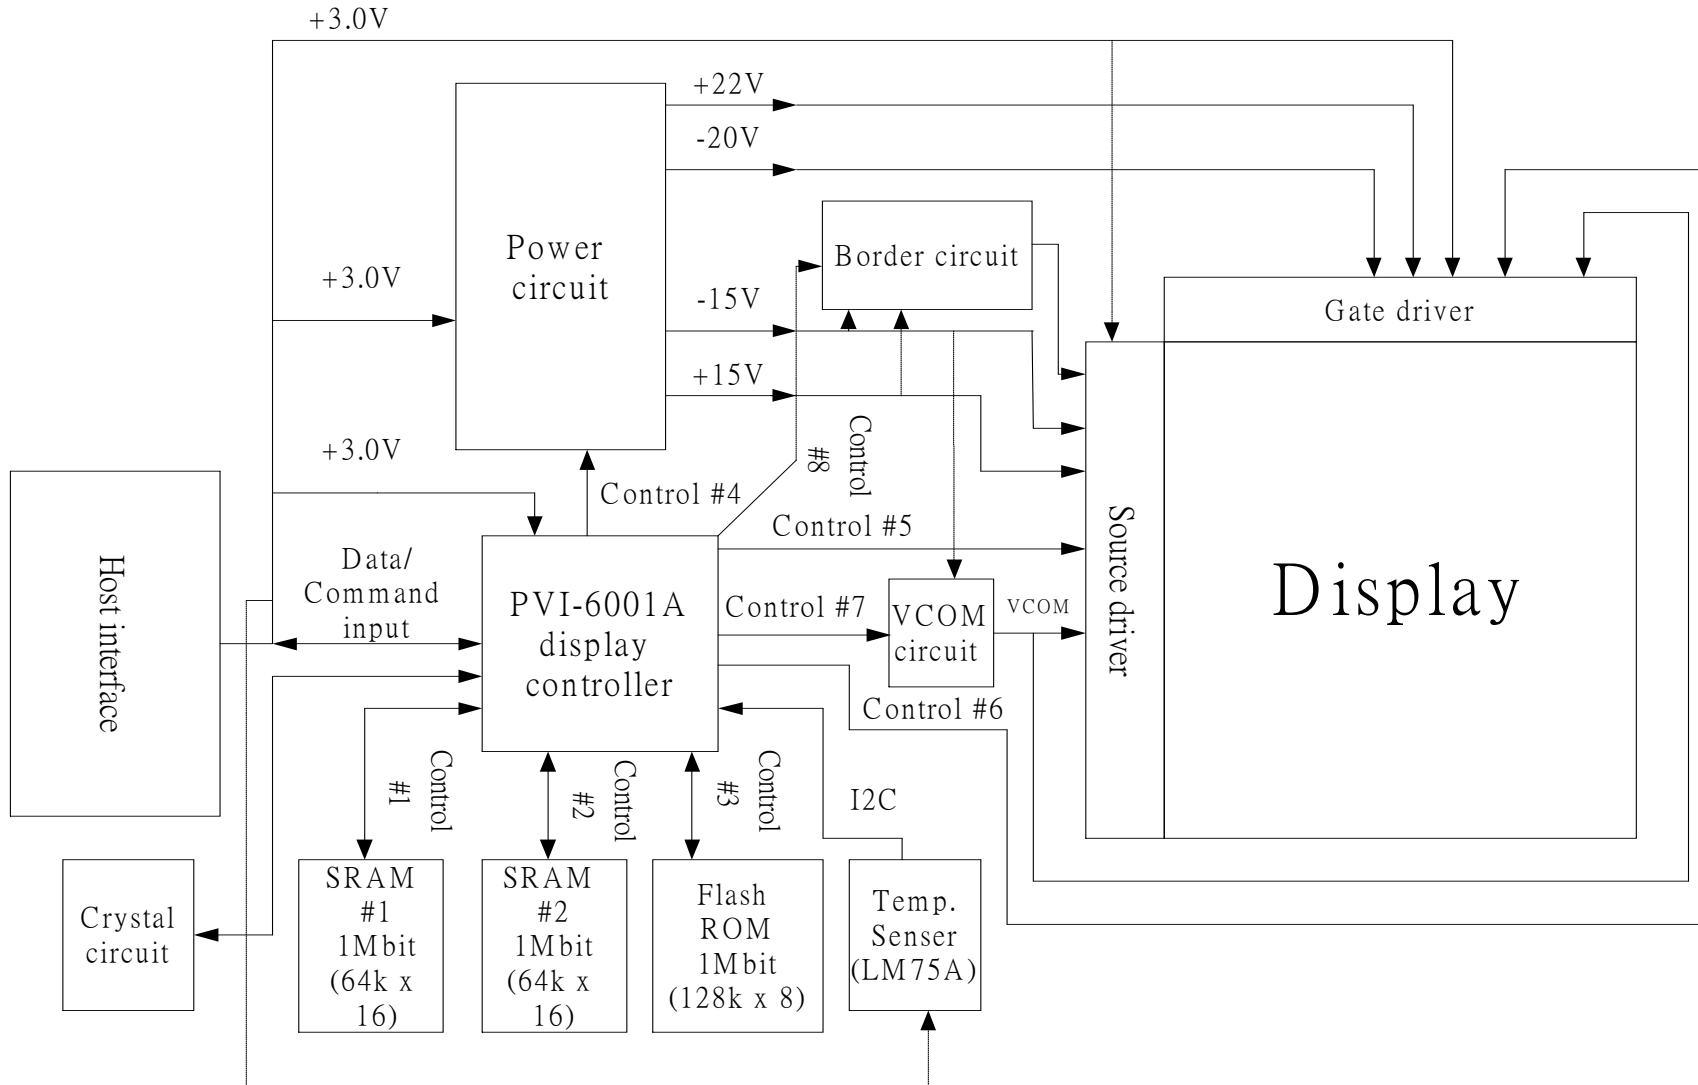 +3.0V
+22V
-20V
Power
circuit
Border circuit
+3.0V
-15V
Gate driver
+15V
+3.0V
Control
#8
Control #4
Control #5
Source driver
Host interface
Data/
Command
input
PVI-6001A
display
controller
Control #7
VCOM
circuit
VCOM
Display
Control #6
Control
#1
Control
#2
Control
#3
I2C
Crystal
circuit
SRAM
#1
1Mbit
(64k x
16)
SRAM
#2
1Mbit
(64k x
16)
Flash
ROM
1Mbit
(128k x 8)
Temp.
Senser
(LM75A)